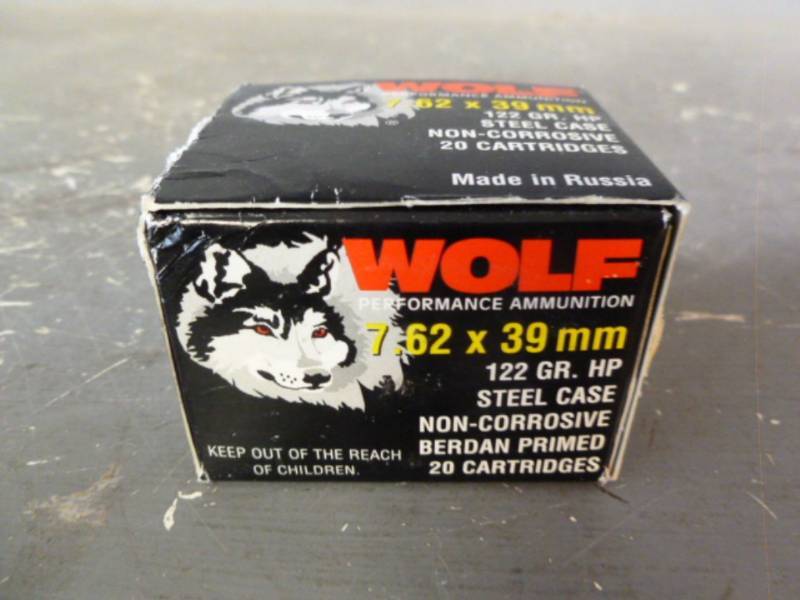 WOLF
PERFORMANCE AMMUNITION
7.62 x 39 mm
122 GR. HP
STEEL CASE
NON-CORROSIVE
20 CARTRIDGES
®
Made in Russia
WOLF
PERFORMANCE AMMUNITION
7.62 x 39 mm
122 GR. HP
STEEL CASE
NON-CORROSIVE
BERDAN PRIMED
20 CARTRIDGES
KEEP OUT OF THE REACH
OF CHILDREN.